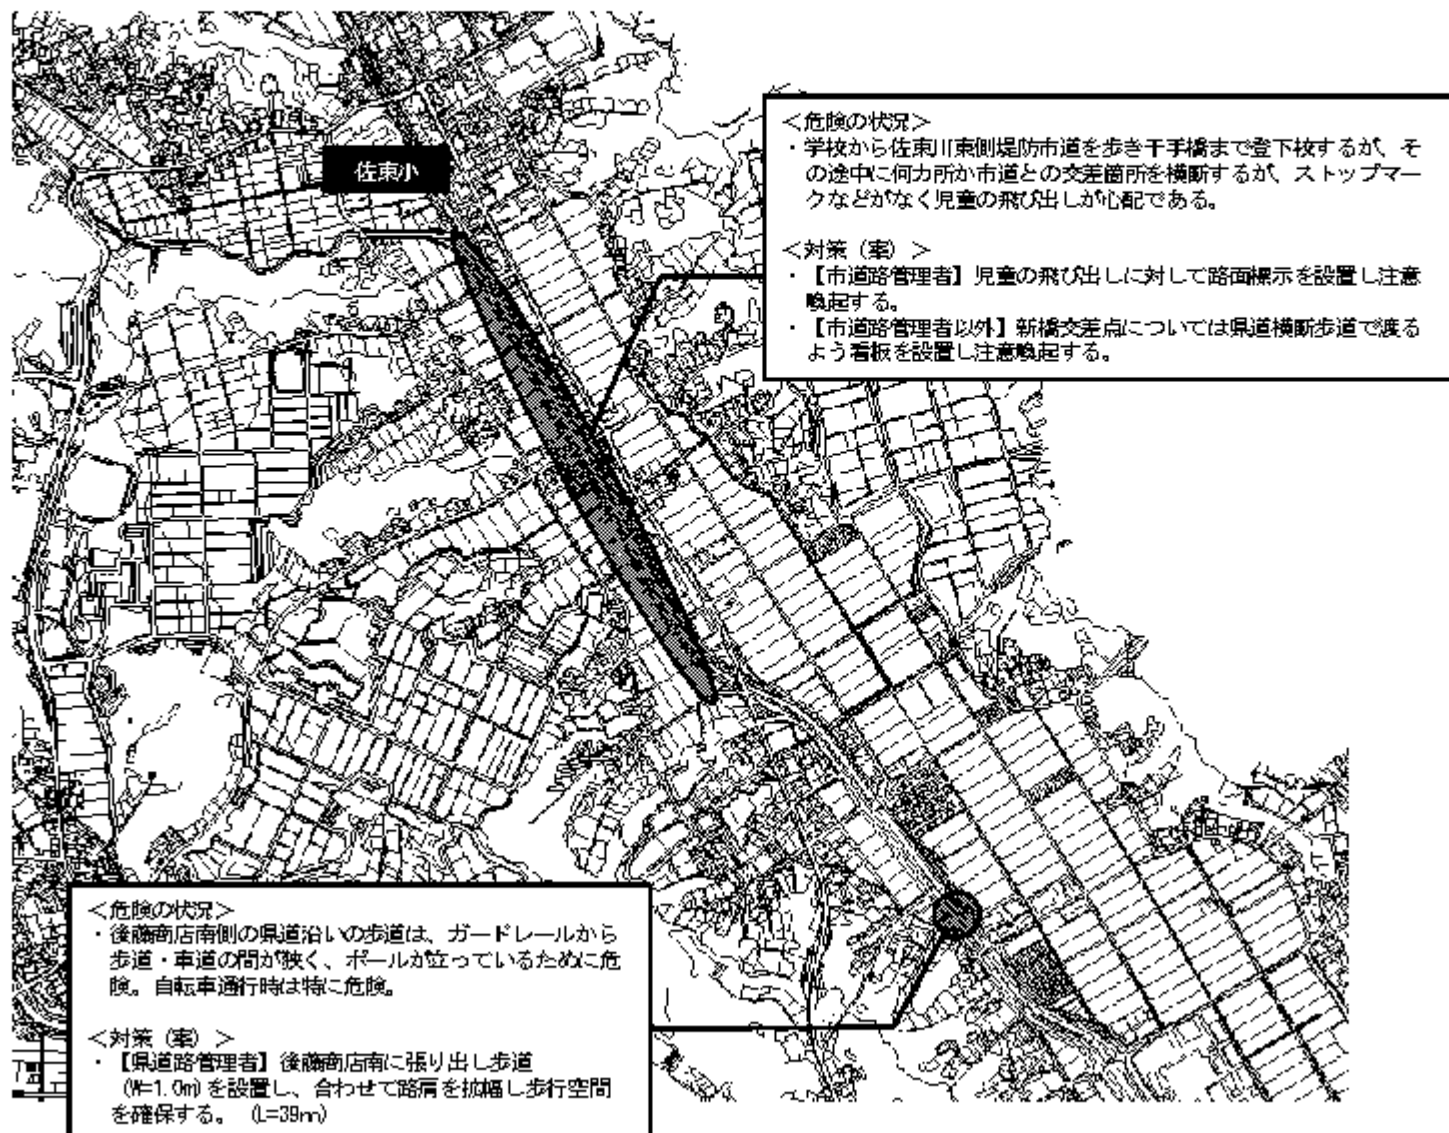 佐東小
＜危険の状況＞
・学校から佐東川東側堤防市道を歩き千手橋まで登下校するが、そ
の途中に何カ所か市道との交差箇所を横断するが、ストップマー
クなどがなく児童の飛び出しが心配である。
＜対策（案）＞
・【市道路管理者】児童の飛び出しに対して路面標示を設置し注意
喚起する。
・【市道路管理者以外】新橋交差点については県道横断歩道で渡る
よう看板を設置し注意喚起する。
＜危険の状況＞
・後藤商店南側の県道沿いの歩道は、ガードレールから
歩道・車道の間が狭く、ポールが立っているために危
険。自転車通行時は特に危険。
＜対策（案）＞
・【県道路管理者】後藤商店南に張り出し歩道
（W=1.0m）を設置し、合わせて路肩を拡幅し歩行空間
を確保する。（L=39m）